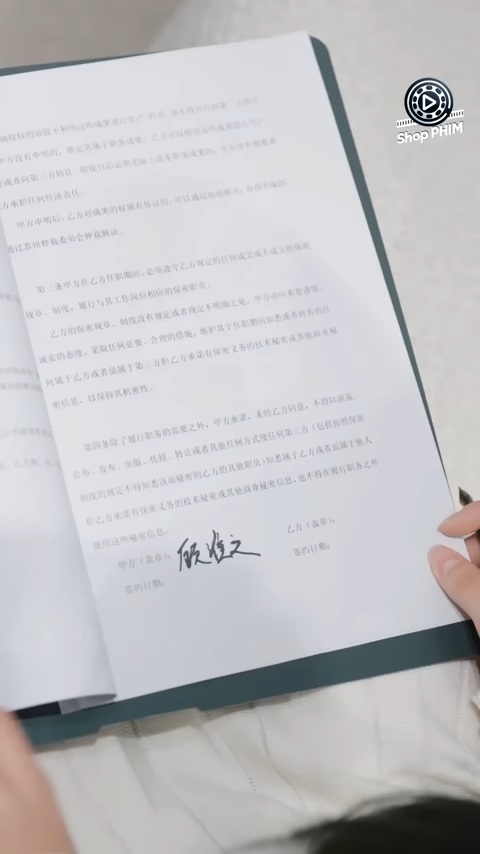 Shop PHIM
甲方没有申明的,推定其属于职务成果,乙方可以使用这些成果进行生产、
方承担任何经济责任。
甲方申明后,乙方对成果的权属有异议的,可以通过协商解决;协商不成的,
通过苏州仲裁委员会仲裁解决。
第三条甲方在乙方任职期间,必须遵守乙方规定的任何成文或不成文的保密
规章、制度,履行与其工作岗位相应的保密职责。
乙方的保密规章、制度没有规定或者规定不明确之处,甲方亦应本着谨慎、
诚实的态度,采取任何必要、合理的措施,维护其于任职期间知悉或者持有的任
何属于乙方或者虽属于第三方但乙方承诺有保密义务的技术秘密或其他商业秘
密信息,以保持其机密性。
第四条除了履行职务的需要之外,甲方承诺,未经乙方同意,不得以泄露、
公布、发布、出版、传授、转让或者其他任何方式使任何第三方(包括按照保密
制度的规定不得知悉该项秘密的乙方的其他职员)知悉属于乙方或者虽属于他人
但乙方承诺有保密义务的技术秘密或其他商业秘密信息,也不得在履行职务之外
使用这些秘密信息。
甲方(盖章): 乙方(盖章):
签约日期: 签约日期: